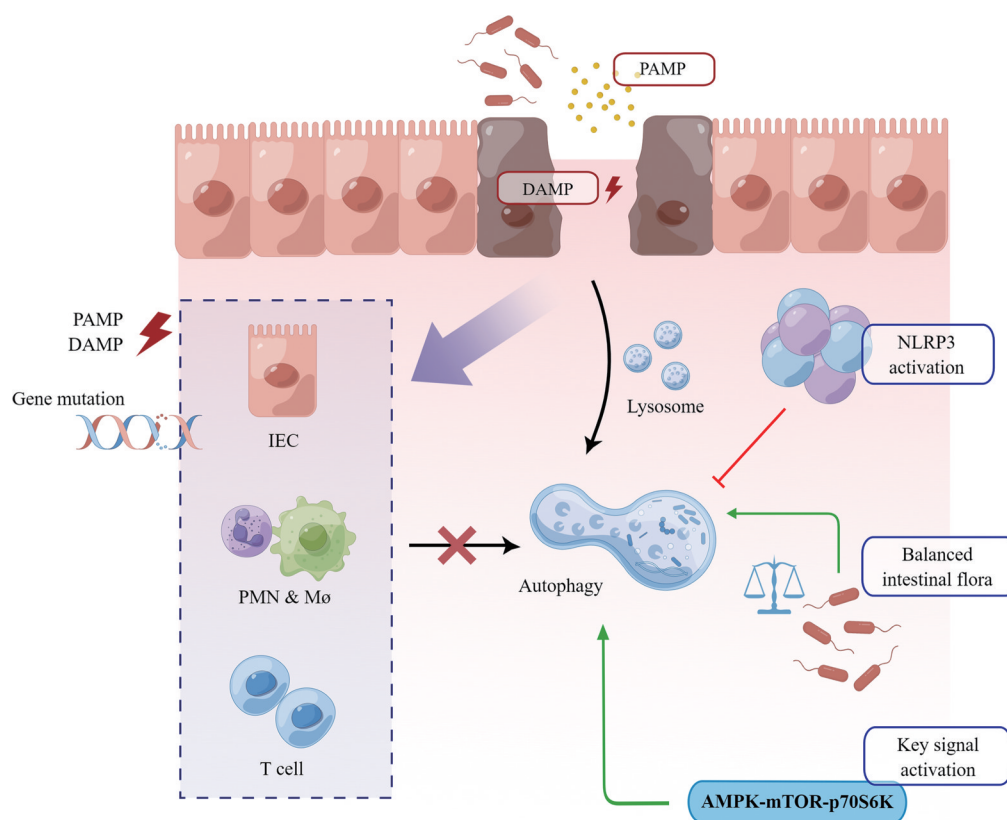 PAMP
DAMP
PAMP
DAMP
Gene mutation
IEC
PMN & Mø
T cell
Lysosome
Autophagy
NLRP3
activation
Balanced
intestinal flora
Key signal
activation
AMPK-mTOR-p70S6K